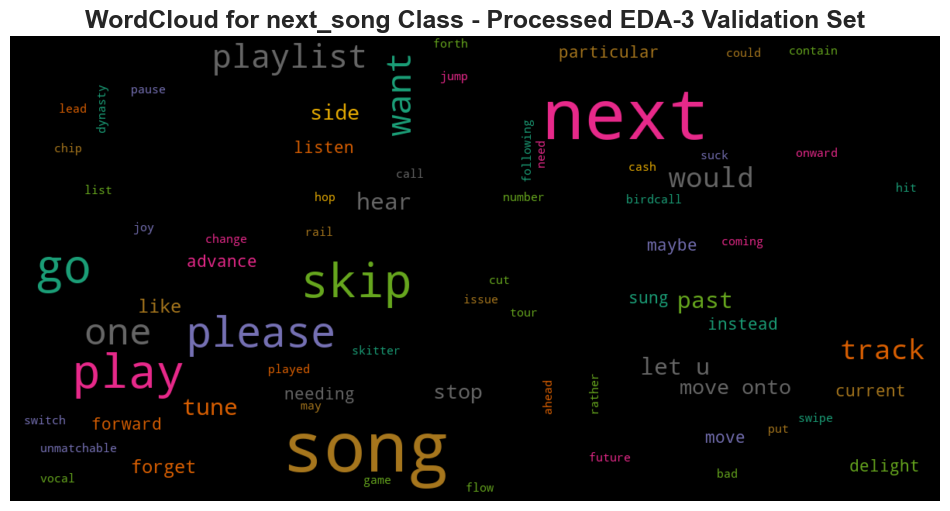 WordCloud for next_song Class - Processed EDA-3 Validation Set
forth
playlist
want
particular
could
contain
jump
pause
lead
dynasty
side
next
listen
chip
following
need
suck
onward
call
cash
would
list
hop
hear
number
birdcall
hit
joy
rail
change
maybe
coming
advance
go
skip
cut
like
issue
sung
past
tour
instead
one
please
skitter
track
play
played
let u
needing
stop
ahead
rather
move onto
current
may
tune
switch
forward
swipe
put
move
song
unmatchable
forget
future
delight
vocal
game
flow
bad